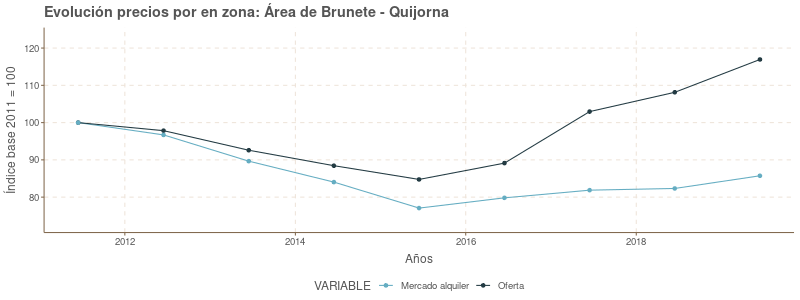 Evolución precios por en zona: Área de Brunete - Quijorna
Índice base 2011 = 100
120
110
100
90
80
2012
2014
2016
2018
Años
VARIABLE
Mercado alquiler
Oferta